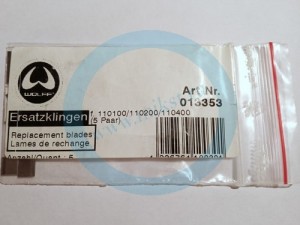 WOLFF
Art Nr.
013353
Ersatzklingen f 110100/110200/110400
(5 Paar)
Replacement blades
Lames de rechange
Anzahl/Quant.: 5